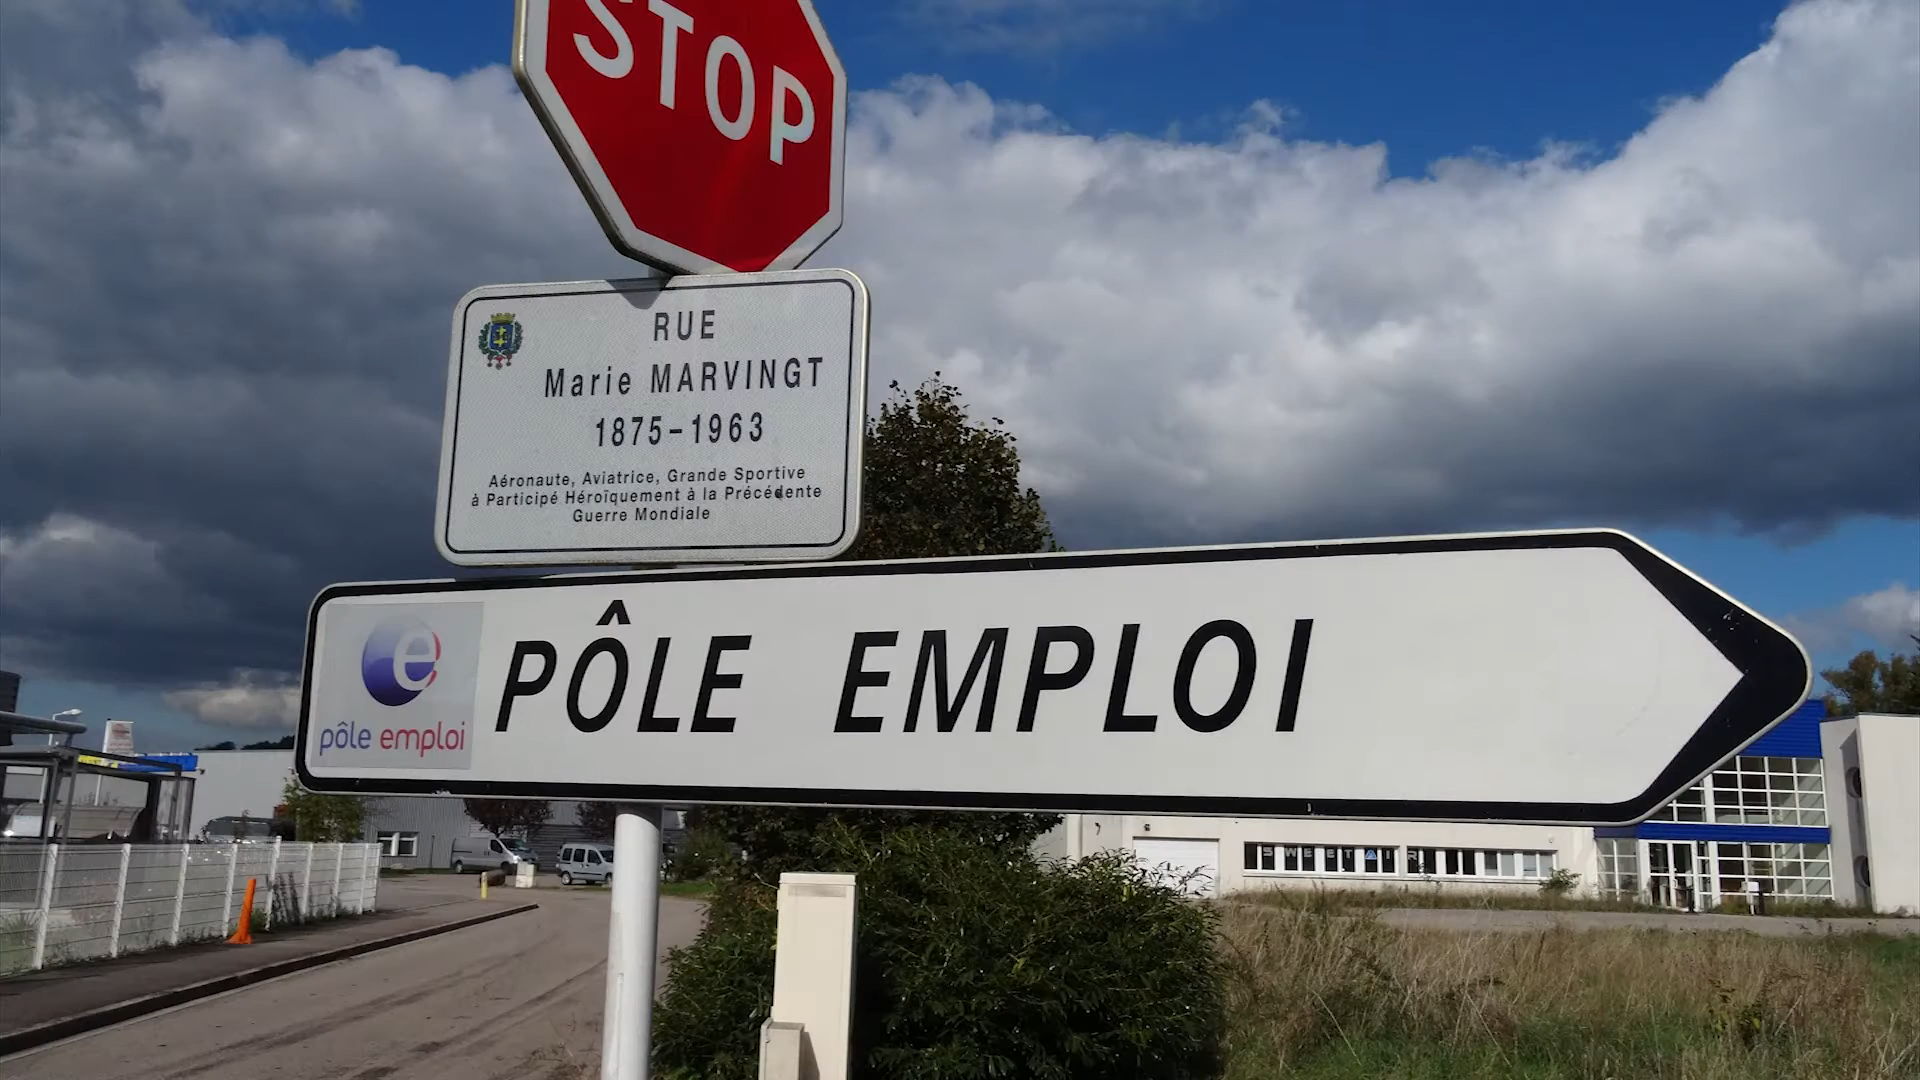 STOP
RUE
Marie MARVINGT
1875-1963
Aéronaute, Aviatrice, Grande Sportive
à Participé Héroïquement à la Précédente
Guerre Mondiale
e
pôle emploi
PÔLE EMPLOI
SWEETAIR